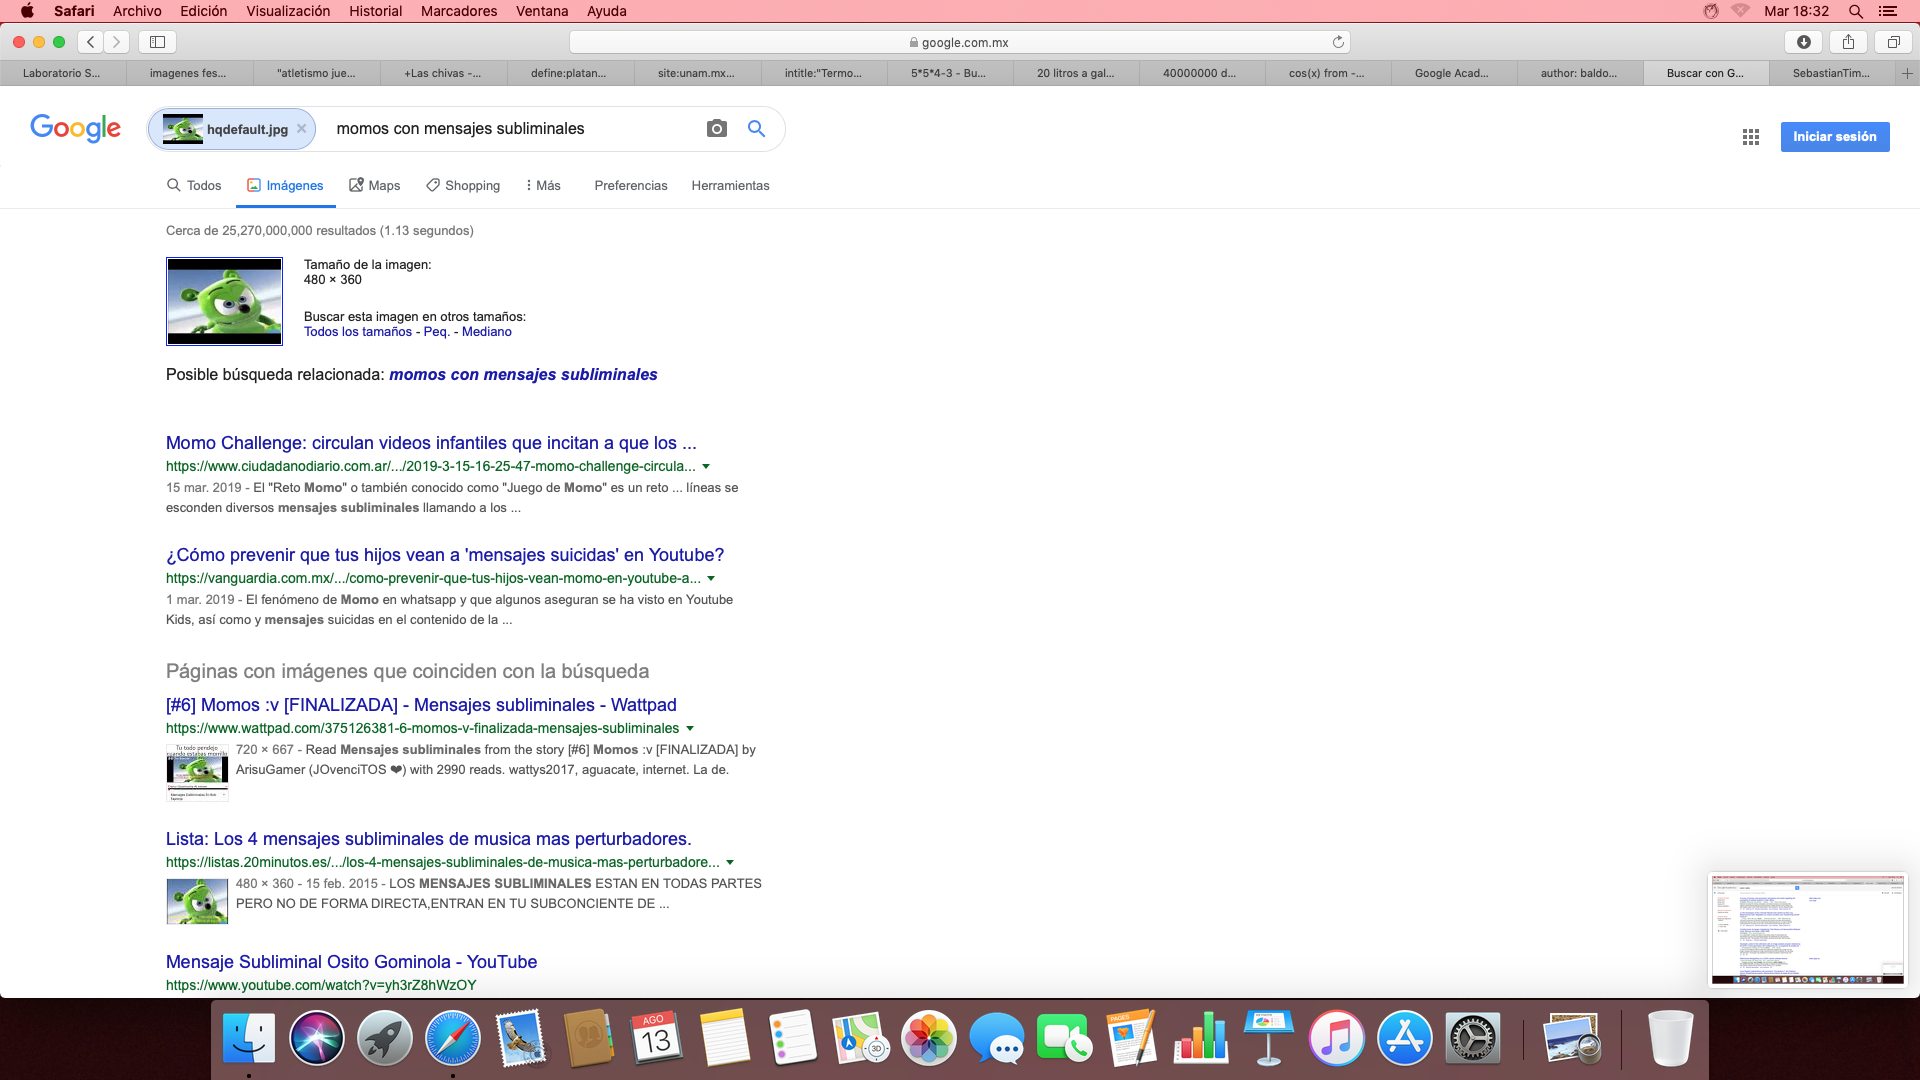 Safari Archivo Edición Visualización Historial Marcadores Ventana Ayuda Mar 18:32
google.com.mx
Laboratorio S... imagenes fes... "atletismo jue... +Las chivas -... define:platan... site:unam.mx... intitle:"Termo... 5*5*4-3 - Bu... 20 litros a gal... 40000000 d... cos(x) from -... Google Acad... author: baldo... Buscar con G... SebastianTim...
Google hqdefault.jpg momos con mensajes subliminales Iniciar sesión
Todos Imágenes Maps Shopping Más Preferencias Herramientas
Cerca de 25,270,000,000 resultados (1.13 segundos)
Tamaño de la imagen:
480 × 360
Buscar esta imagen en otros tamaños:
Todos los tamaños - Peq. - Mediano
Posible búsqueda relacionada: momos con mensajes subliminales
Momo Challenge: circulan videos infantiles que incitan a que los ...
https://www.ciudadanodiario.com.ar/.../2019-3-15-16-25-47-momo-challenge-circula...
15 mar. 2019 - El "Reto Momo" o también conocido como "Juego de Momo" es un reto ... líneas se
esconden diversos mensajes subliminales llamando a los ...
¿Cómo prevenir que tus hijos vean a 'mensajes suicidas' en Youtube?
https://vanguardia.com.mx/.../como-prevenir-que-tus-hijos-vean-momo-en-youtube-a...
1 mar. 2019 - El fenómeno de Momo en whatsapp y que algunos aseguran se ha visto en Youtube
Kids, así como y mensajes suicidas en el contenido de la ...
Páginas con imágenes que coinciden con la búsqueda
[#6] Momos :v [FINALIZADA] - Mensajes subliminales - Wattpad
https://www.wattpad.com/375126381-6-momos-v-finalizada-mensajes-subliminales
Tu todo pendejo
cuando estabas morrillo
720 × 667 - Read Mensajes subliminales from the story [#6] Momos :v [FINALIZADA] by
ArisuGamer (JOvenciTOS ❤) with 2990 reads. wattys2017, aguacate, internet. La de.
Lista: Los 4 mensajes subliminales de musica mas perturbadores.
https://listas.20minutos.es/.../los-4-mensajes-subliminales-de-musica-mas-perturbadore...
480 × 360 - 15 feb. 2015 - LOS MENSAJES SUBLIMINALES ESTAN EN TODAS PARTES
PERO NO DE FORMA DIRECTA,ENTRAN EN TU SUBCONCIENTE DE ...
Mensaje Subliminal Osito Gominola - YouTube
https://www.youtube.com/watch?v=yh3rZ8hWzOY
AGO
13
3D
PAGES